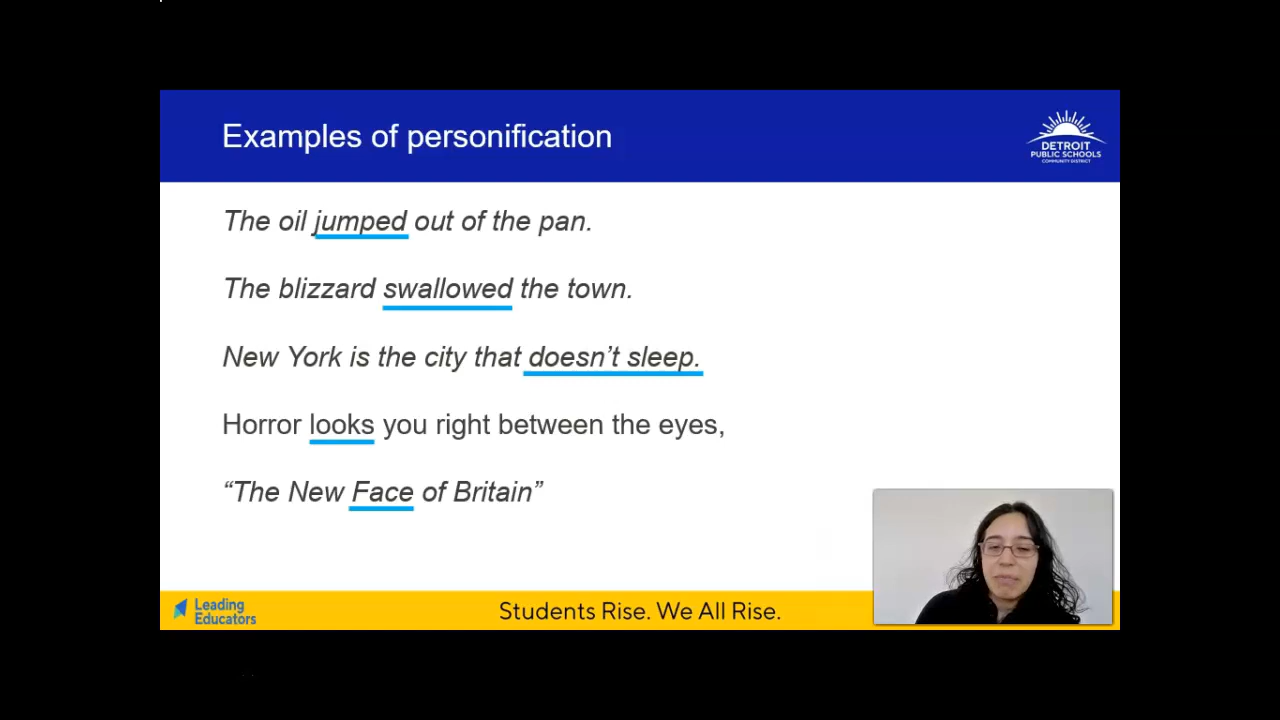 Examples of personification
DETROIT
PUBLIC SCHOOLS
COMMUNITY DISTRICT
The oil jumped out of the pan.
The blizzard swallowed the town.
New York is the city that doesn’t sleep.
Horror looks you right between the eyes,
“The New Face of Britain”
Leading
Educators
Students Rise. We All Rise.